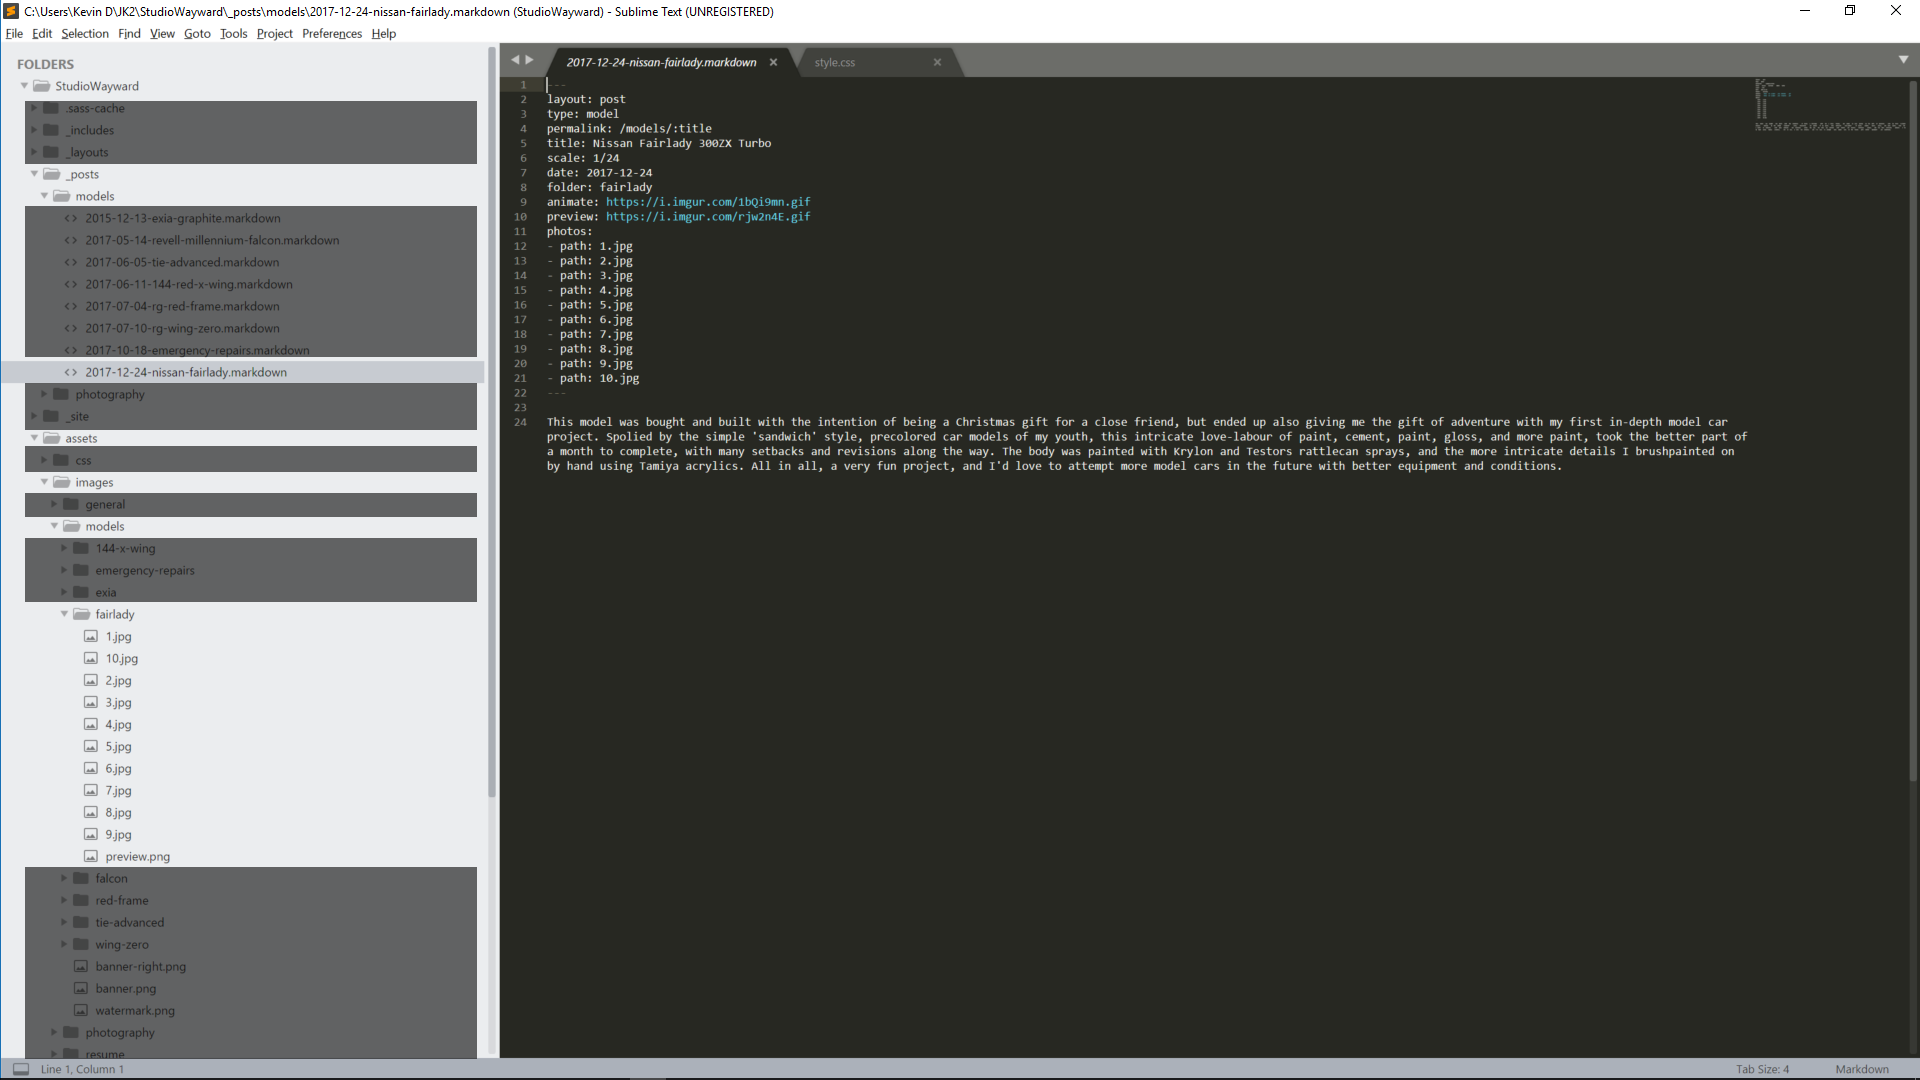 C:\Users\Kevin D\JK2\StudioWayward\_posts\models\2017-12-24-nissan-fairlady.markdown (StudioWayward) - Sublime Text (UNREGISTERED)
File Edit Selection Find View Goto Tools Project Preferences Help
FOLDERS
StudioWayward
.sass-cache
_includes
_layouts
_posts
models
2015-12-13-exia-graphite.markdown
2017-05-14-revell-millennium-falcon.markdown
2017-06-05-tie-advanced.markdown
2017-06-11-144-red-x-wing.markdown
2017-07-04-rg-red-frame.markdown
2017-07-10-rg-wing-zero.markdown
2017-10-18-emergency-repairs.markdown
2017-12-24-nissan-fairlady.markdown
photography
_site
assets
css
images
general
models
144-x-wing
emergency-repairs
exia
fairlady
1.jpg
10.jpg
2.jpg
3.jpg
4.jpg
5.jpg
6.jpg
7.jpg
8.jpg
9.jpg
preview.png
falcon
red-frame
tie-advanced
wing-zero
banner-right.png
banner.png
watermark.png
photography
resume
2017-12-24-nissan-fairlady.markdown style.css
1 ---
2 layout: post
3 type: model
4 permalink: /models/:title
5 title: Nissan Fairlady 300ZX Turbo
6 scale: 1/24
7 date: 2017-12-24
8 folder: fairlady
9 animate: https://i.imgur.com/1bQi9mn.gif
10 preview: https://i.imgur.com/rjw2n4E.gif
11 photos:
12 - path: 1.jpg
13 - path: 2.jpg
14 - path: 3.jpg
15 - path: 4.jpg
16 - path: 5.jpg
17 - path: 6.jpg
18 - path: 7.jpg
19 - path: 8.jpg
20 - path: 9.jpg
21 - path: 10.jpg
22 ---
23
24 This model was bought and built with the intention of being a Christmas gift for a close friend, but ended up also giving me the gift of adventure with my first in-depth model car
project. Spolied by the simple 'sandwich' style, precolored car models of my youth, this intricate love-labour of paint, cement, paint, gloss, and more paint, took the better part of
a month to complete, with many setbacks and revisions along the way. The body was painted with Krylon and Testors rattlecan sprays, and the more intricate details I brushpainted on
by hand using Tamiya acrylics. All in all, a very fun project, and I'd love to attempt more model cars in the future with better equipment and conditions.
Line 1, Column 1
Tab Size: 4 Markdown